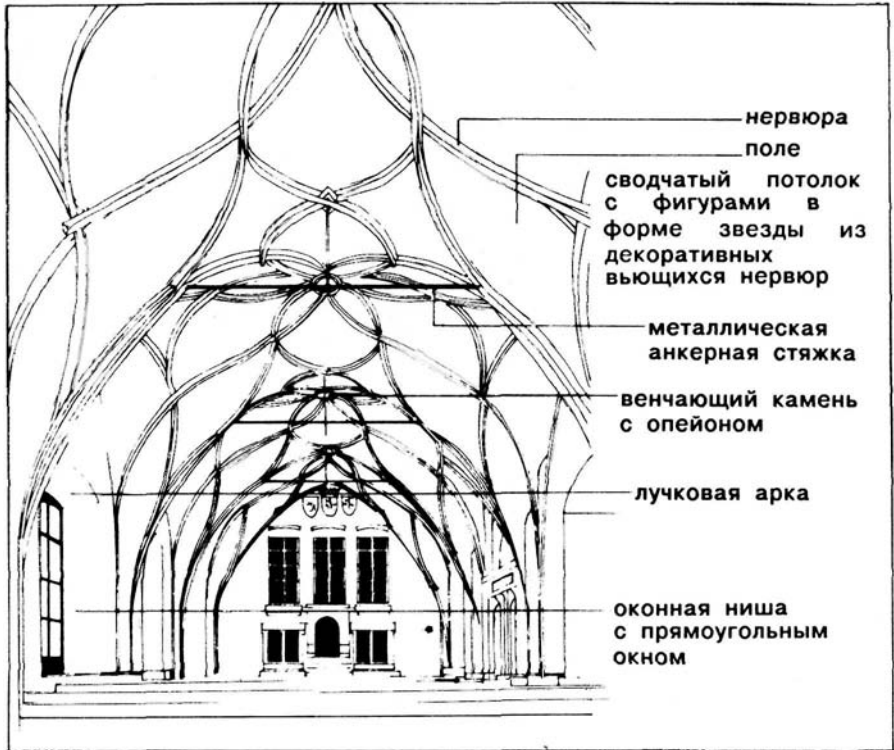 нервюра
поле
сводчатый потолок
с фигурами в
форме звезды из
декоративных
вьющихся нервюр
металлическая
анкерная стяжка
венчающий камень
с опейоном
лучковая арка
оконная ниша
с прямоугольным
окном